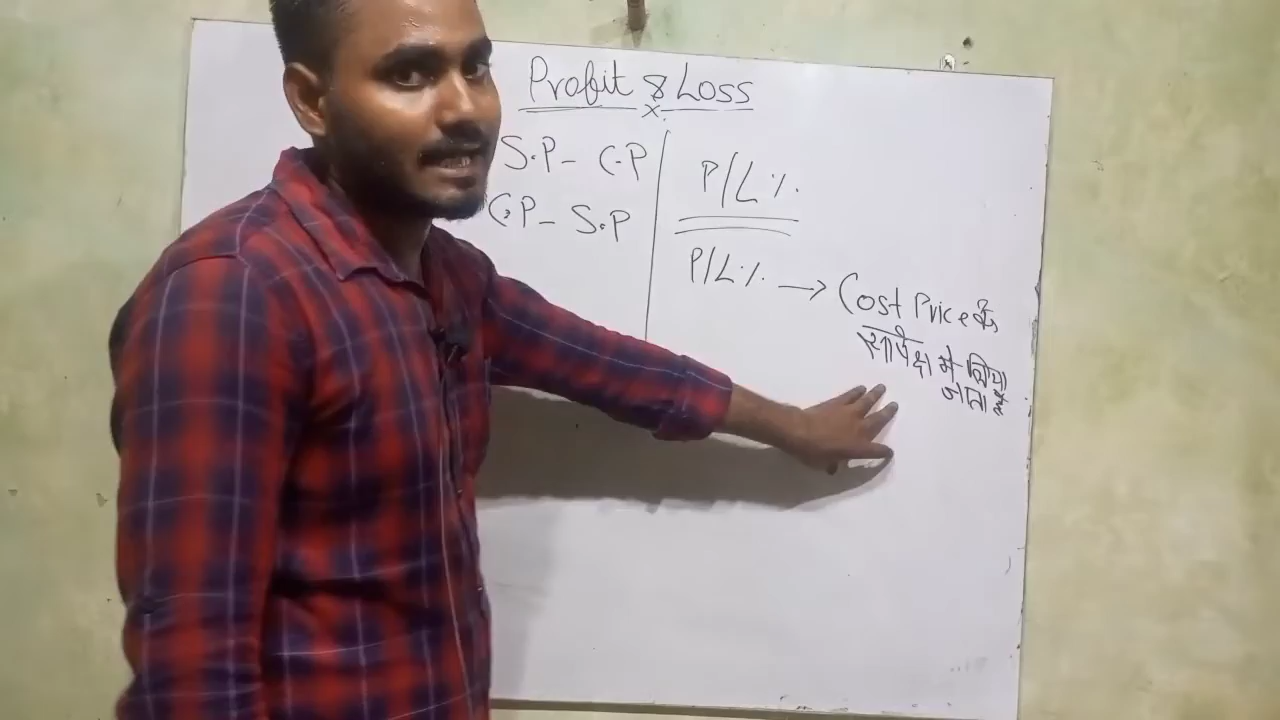 Profit & Loss
S.P - C.P
C.P - S.P
P/L %
P/L % → Cost Price के
सापेक्ष में लिया
जाता है